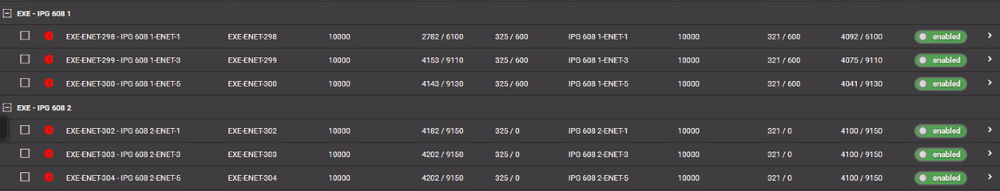 EXE - IPG 608 1
EXE-ENET-298 - IPG 608 1-ENET-1 EXE-ENET-298 10000 2782 / 6100 325 / 600 IPG 608 1-ENET-1 10000 321 / 600 4092 / 6100 enabled
EXE-ENET-299 - IPG 608 1-ENET-3 EXE-ENET-299 10000 4153 / 9110 325 / 600 IPG 608 1-ENET-3 10000 321 / 600 4075 / 9110 enabled
EXE-ENET-300 - IPG 608 1-ENET-5 EXE-ENET-300 10000 4143 / 9130 325 / 600 IPG 608 1-ENET-5 10000 321 / 600 4041 / 9130 enabled
EXE - IPG 608 2
EXE-ENET-302 - IPG 608 2-ENET-1 EXE-ENET-302 10000 4182 / 9150 325 / 0 IPG 608 2-ENET-1 10000 321 / 0 4100 / 9150 enabled
EXE-ENET-303 - IPG 608 2-ENET-3 EXE-ENET-303 10000 4202 / 9150 325 / 0 IPG 608 2-ENET-3 10000 321 / 0 4100 / 9150 enabled
EXE-ENET-304 - IPG 608 2-ENET-5 EXE-ENET-304 10000 4202 / 9150 325 / 0 IPG 608 2-ENET-5 10000 321 / 0 4100 / 9150 enabled